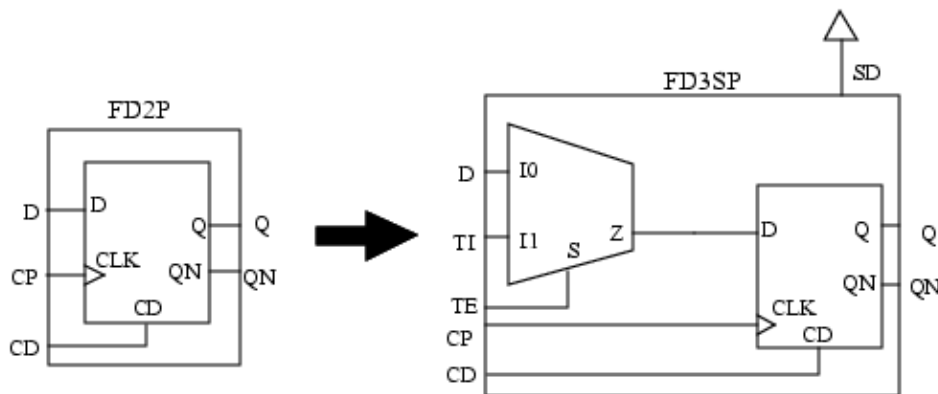 FD2P
D
D
Q
Q
CP
CLK
QN
QN
CD
CD
FD3SP
SD
D
I0
TI
I1
S
Z
TE
CP
D
Q
Q
CLK
QN
QN
CD
CD